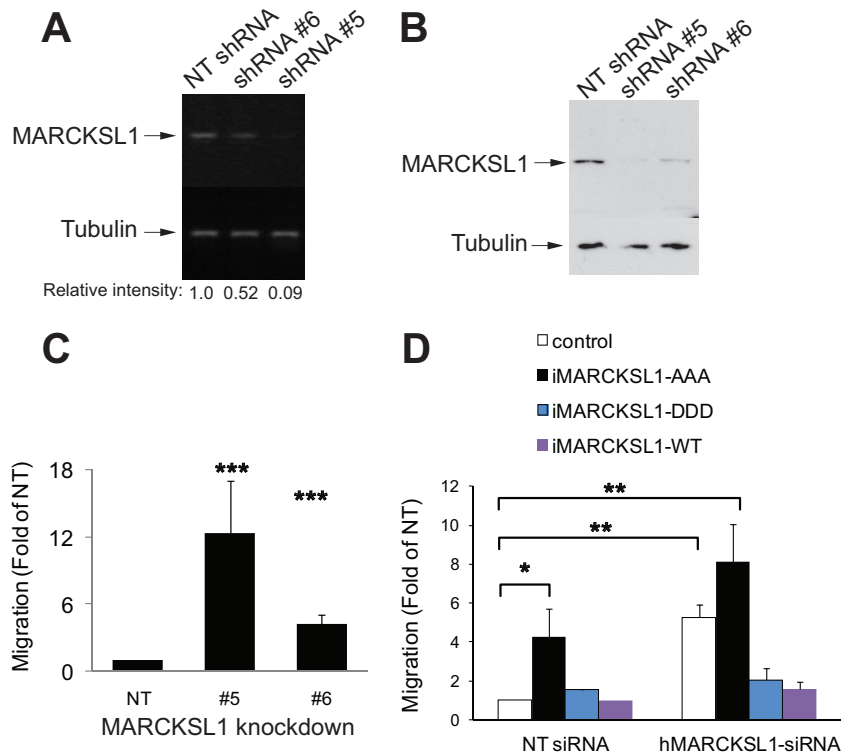 A
NT shRNA
shRNA #6
shRNA #5
MARCKSL1
Tubulin
Relative intensity: 1.0 0.52 0.09
B
NT shRNA
shRNA #5
shRNA #6
MARCKSL1
Tubulin
C
Migration (Fold of NT)
18
12
6
0
***
***
NT #5 #6
MARCKSL1 knockdown
D
control
iMARCKSL1-AAA
iMARCKSL1-DDD
iMARCKSL1-WT
Migration (Fold of NT)
12
10
8
6
4
2
0
**
**
*
NT siRNA hMARCKSL1-siRNA